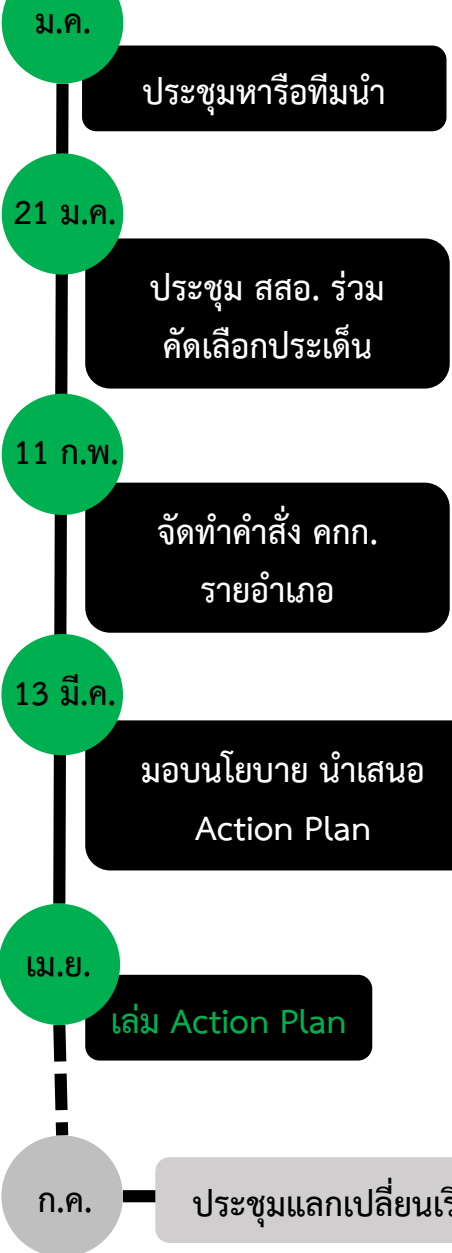 ม.ค.
ประชุมหารือทีมนำ
21 ม.ค.
ประชุม สสอ. ร่วม
คัดเลือกประเด็น
11 ก.พ.
จัดทำคำสั่ง คกก.
รายอำเภอ
13 มี.ค.
มอบนโยบาย นำเสนอ
Action Plan
เม.ย.
เล่ม Action Plan
ก.ค.
ประชุมแลกเปลี่ยน